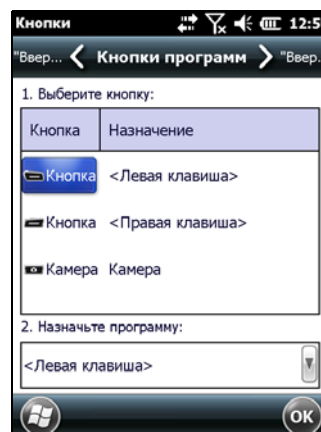 Кнопки 12:5
"Ввер... Кнопки программ "Ввер.
1. Выберите кнопку:
Кнопка Назначение
Кнопка <Левая клавиша>
Кнопка <Правая клавиша>
Камера Камера
2. Назначьте программу:
<Левая клавиша>
ОК